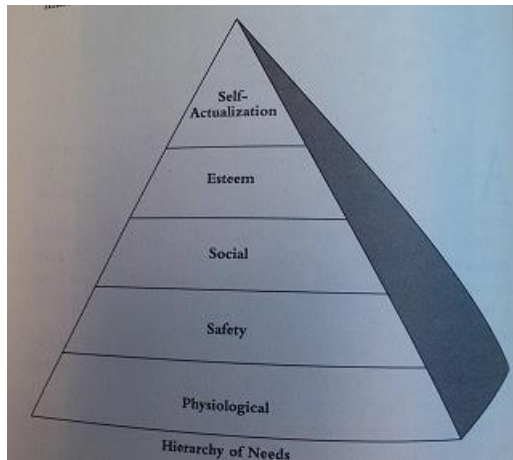 Self-
Actualization
Esteem
Social
Safety
Physiological
Hierarchy of Needs